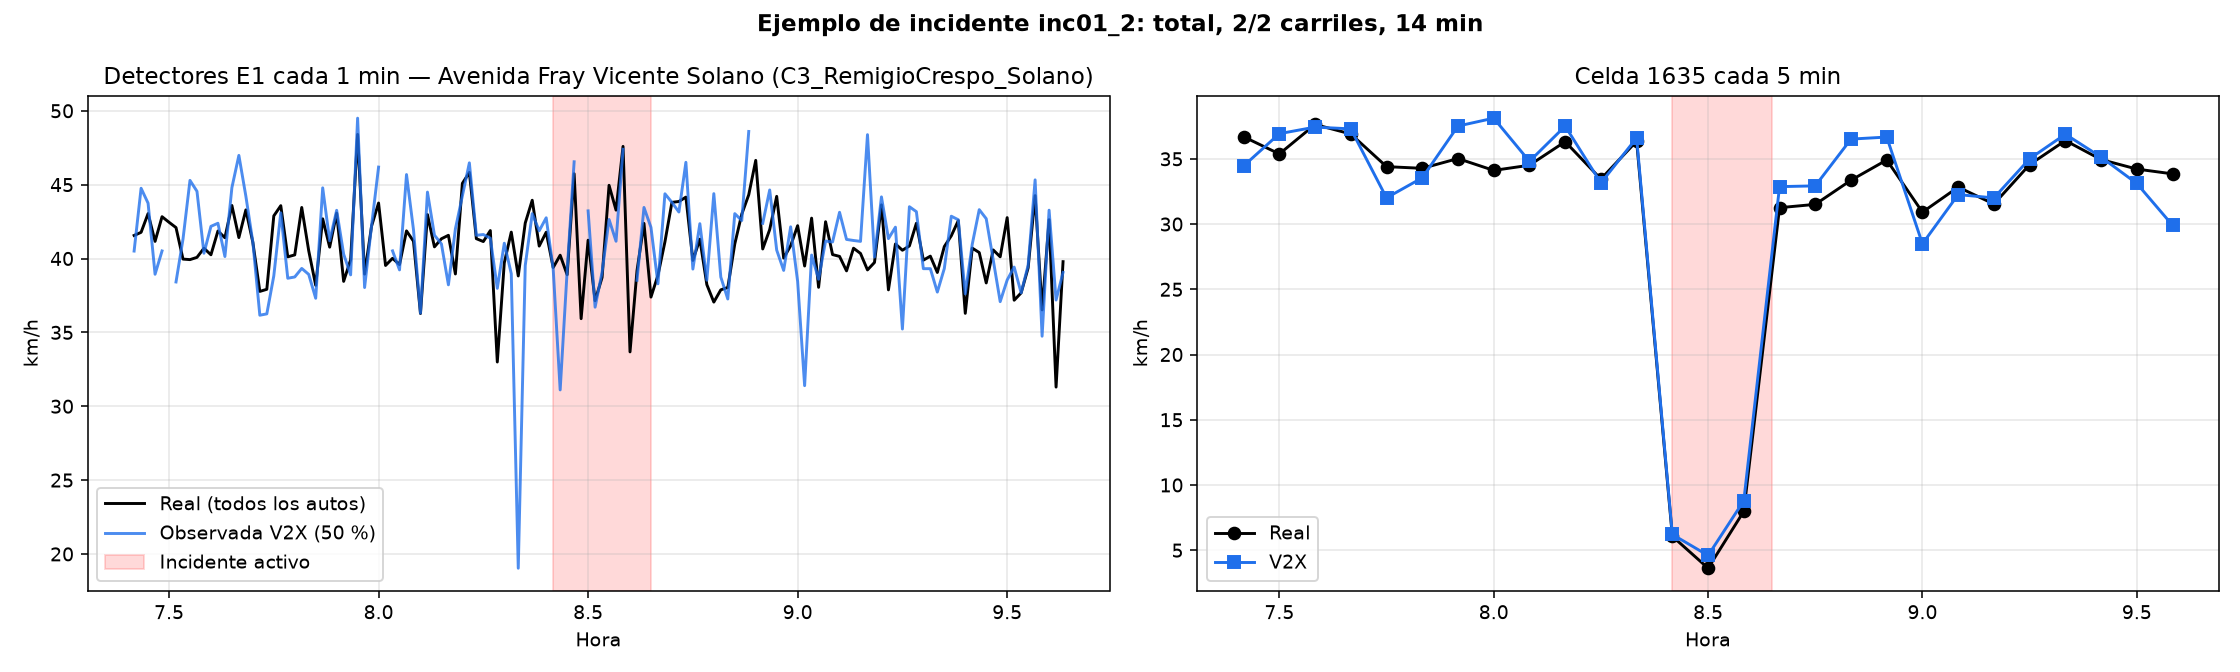 Ejemplo de incidente inc01_2: total, 2/2 carriles, 14 min
Detectores E1 cada 1 min — Avenida Fray Vicente Solano (C3_RemigioCrespo_Solano)
km/h
50
45
40
35
30
25
20
Real (todos los autos)
Observada V2X (50 %)
Incidente activo
7.5
8.0
8.5
9.0
9.5
Hora
Celda 1635 cada 5 min
km/h
35
30
25
20
15
10
5
Real
V2X
7.5
8.0
8.5
9.0
9.5
Hora